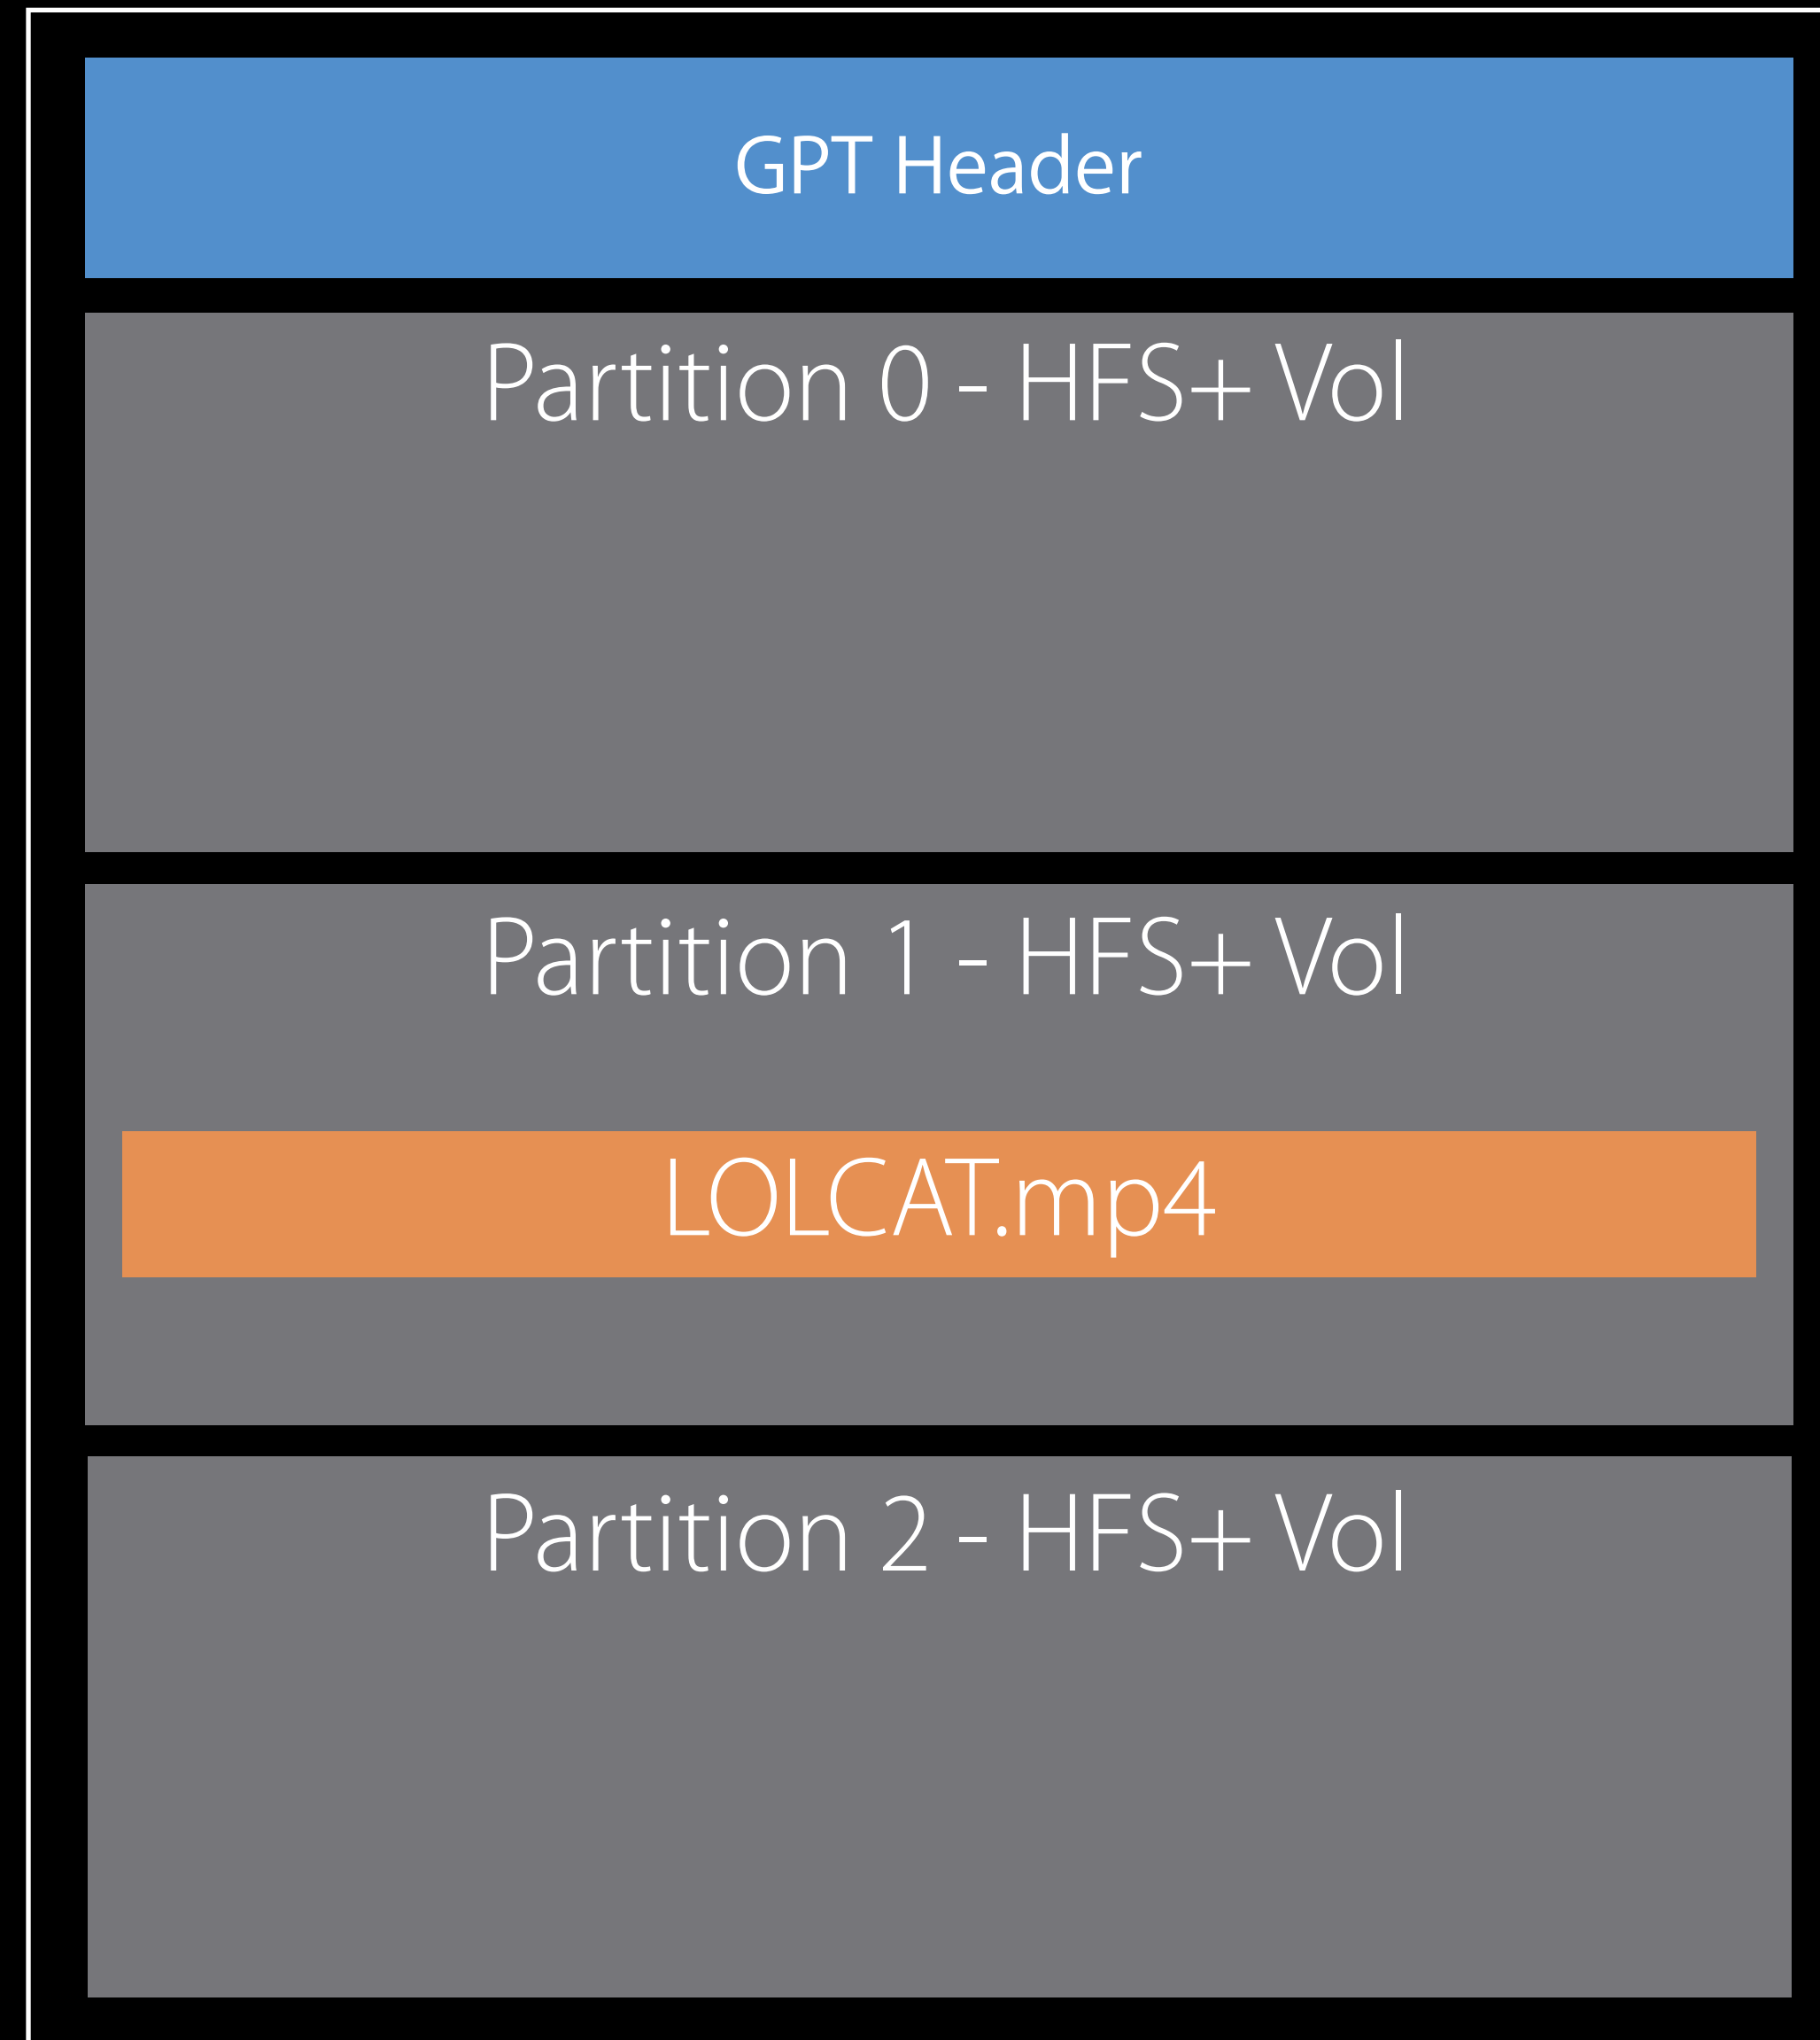 GPT Header
Partition 0 - HFS+ Vol
Partition 1 - HFS+ Vol
LOLCAT.mp4
Partition 2 - HFS+ Vol